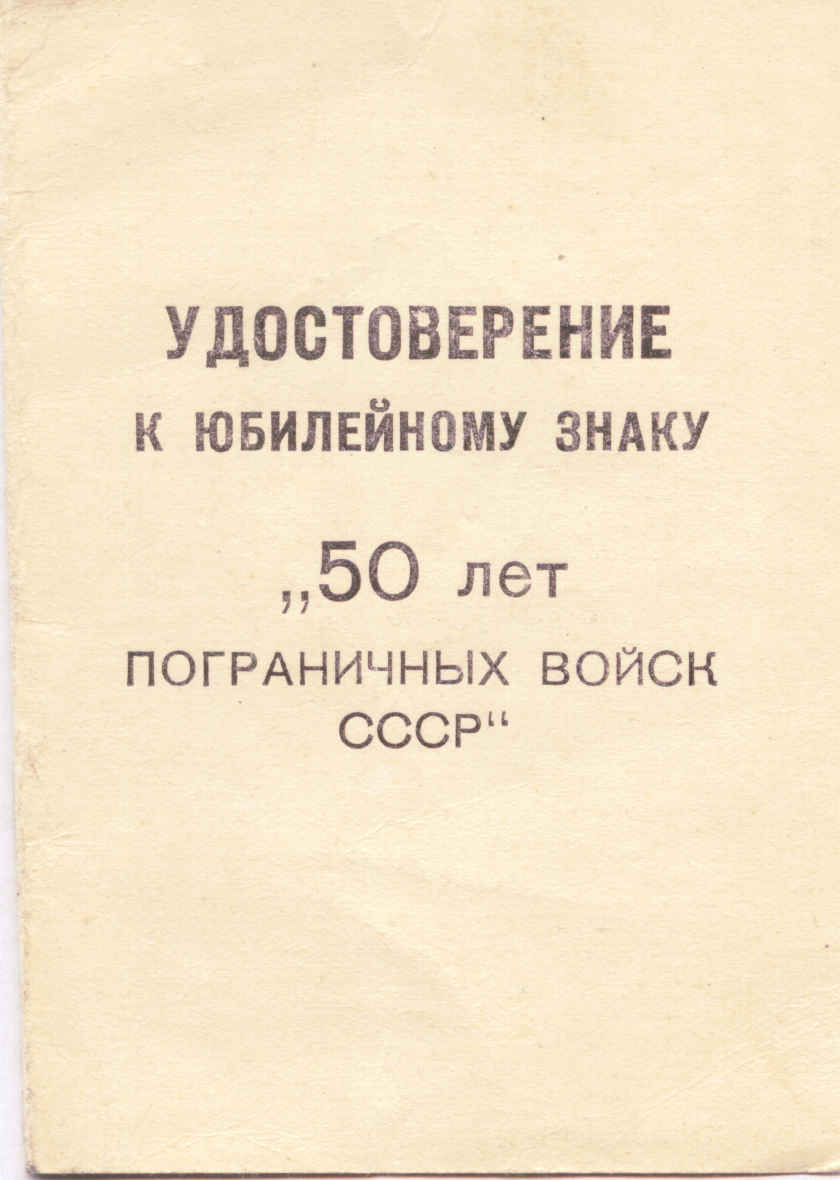 УДОСТОВЕРЕНИЕ
К ЮБИЛЕЙНОМУ ЗНАКУ
„50 лет
ПОГРАНИЧНЫХ ВОЙСК
СССР“